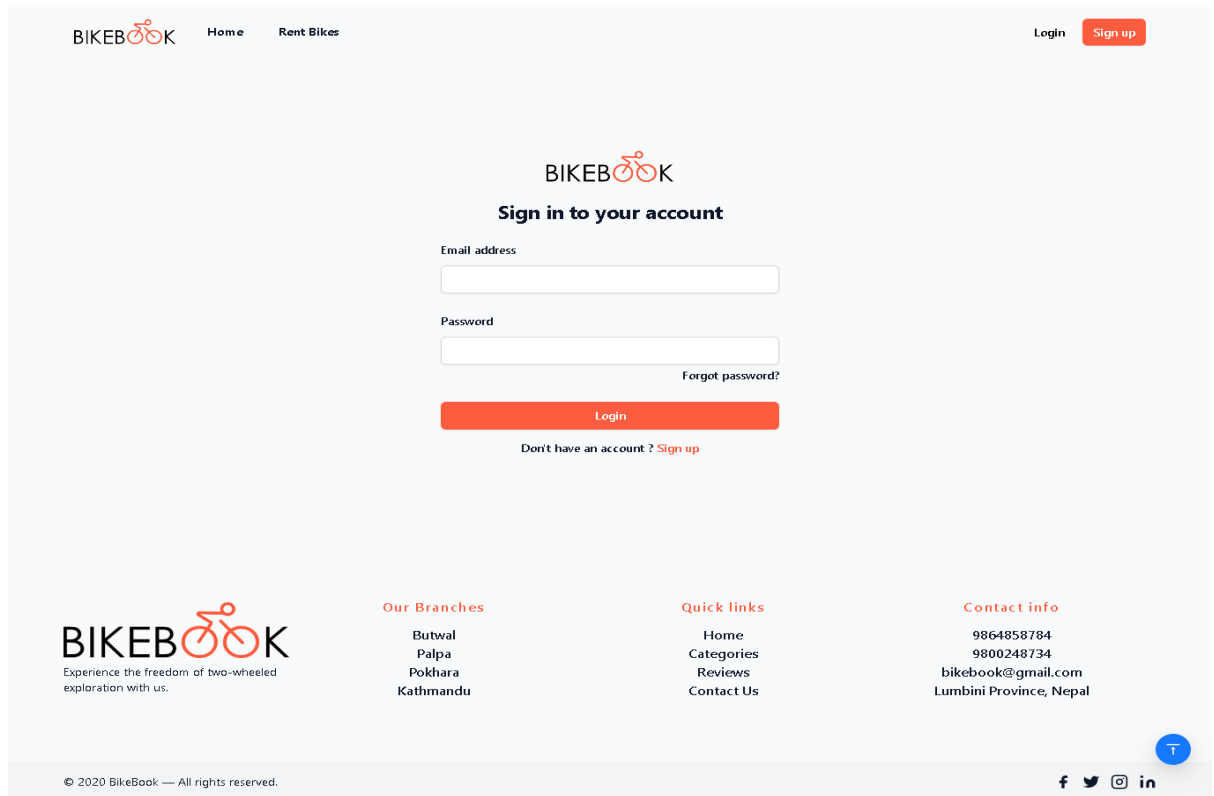 BIKEBOOK Home Rent Bikes Login Sign up
BIKEBOOK
Sign in to your account
Email address
Password
Forgot password?
Login
Don't have an account ? Sign up
BIKEBOOK
Experience the freedom of two-wheeled
exploration with us.
Our Branches
Butwal
Palpa
Pokhara
Kathmandu
Quick links
Home
Categories
Reviews
Contact Us
Contact info
9864858784
9800248734
bikebook@gmail.com
Lumbini Province, Nepal
© 2020 BikeBook — All rights reserved.